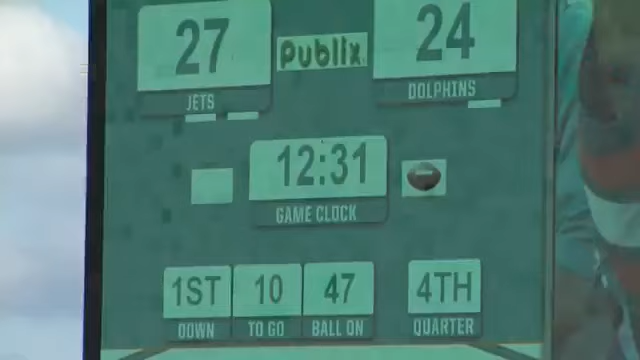 27
Publix.
24
JETS
DOLPHINS
12:31
GAME CLOCK
1ST
10
47
4TH
DOWN
TO GO
BALL ON
QUARTER